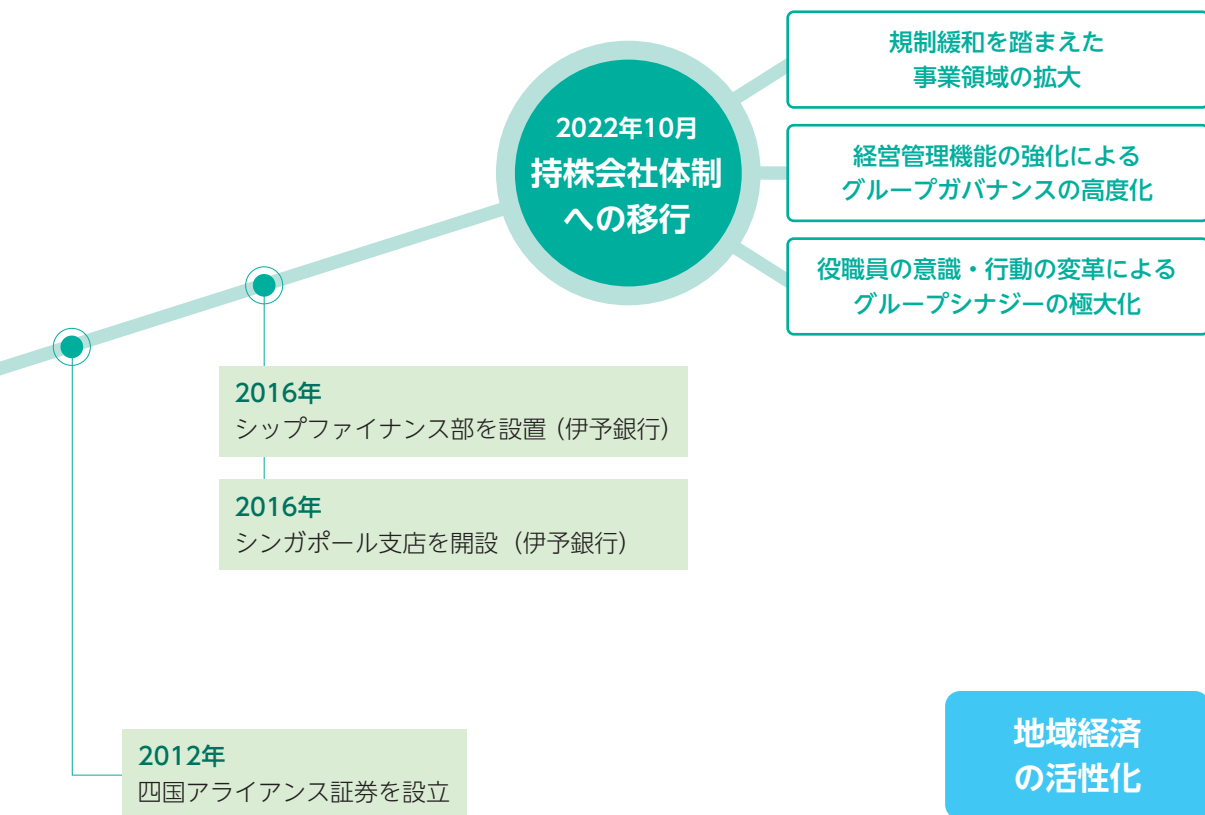 規制緩和を踏まえた
事業領域の拡大
2022年10月
持株会社体制
への移行
経営管理機能の強化による
グループガバナンスの高度化
役職員の意識・行動の変革による
グループシナジーの極大化
2016年
シップファイナンス部を設置（伊予銀行）
2016年
シンガポール支店を開設（伊予銀行）
2012年
四国アライアンス証券を設立
地域経済
の活性化